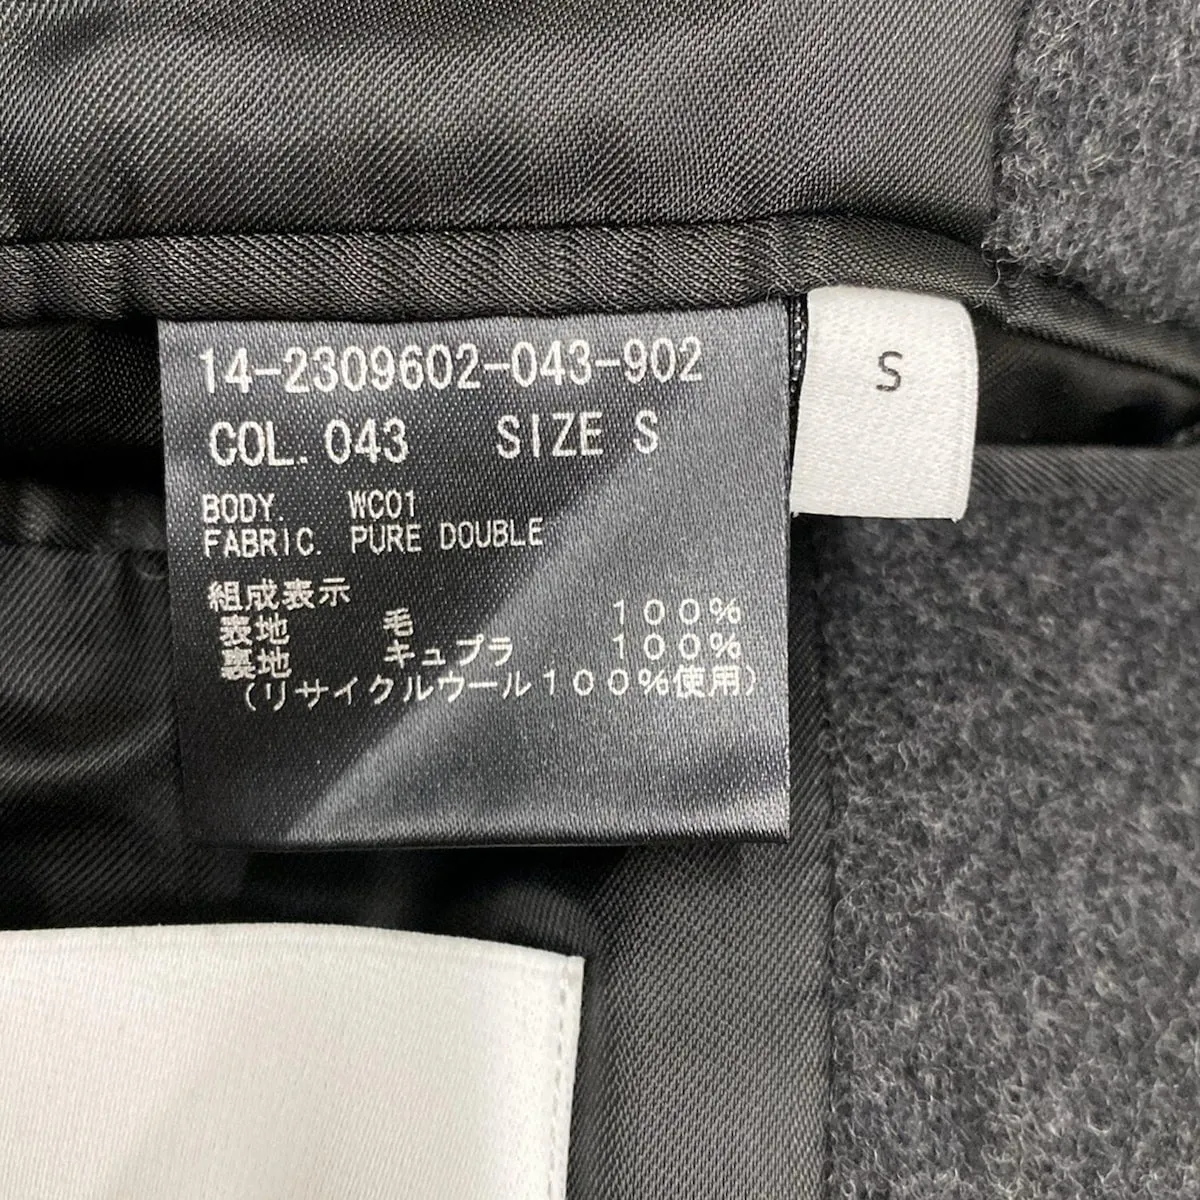 14-2309602-043-902
COL. 043 SIZE S
BODY WC01
FABRIC. PURE DOUBLE
組成表示
表地 毛 １００％
裏地 キュプラ １００％
（リサイクルウール１００％使用）
S